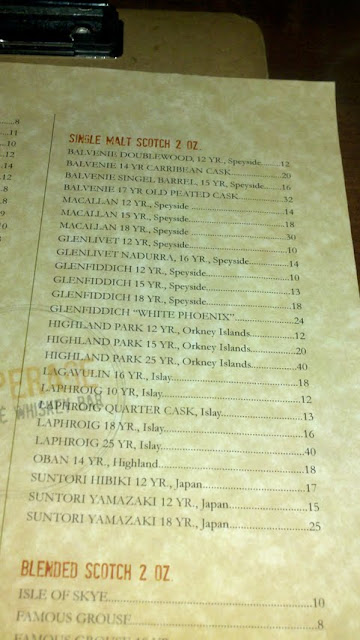 SINGLE MALT SCOTCH 2 OZ.
BALVENIE DOUBLEWOOD, 12 YR., Speyside........12
BALVENIE 14 YR CARRIBEAN CASK....................20
BALVENIE SINGEL BARREL, 15 YR., Speyside.....16
BALVENIE 17 YR OLD PEATED CASK..................32
MACALLAN 12 YR., Speyside................................14
MACALLAN 15 YR., Speyside................................18
MACALLAN 18 YR., Speyside................................30
GLENLIVET 12 YR., Speyside................................10
GLENLIVET NADURRA, 16 YR., Speyside..............14
GLENFIDDICH 12 YR., Speyside...........................10
GLENFIDDICH 15 YR., Speyside...........................13
GLENFIDDICH 18 YR., Speyside...........................18
GLENFIDDICH "WHITE PHOENIX"....................24
HIGHLAND PARK 12 YR., Orkney Islands..............12
HIGHLAND PARK 15 YR., Orkney Islands..............20
HIGHLAND PARK 25 YR., Orkney Islands..............40
LAGAVULIN 16 YR., Islay....................................18
LAPHROIG 10 YR., Islay......................................12
LAPHROIG QUARTER CASK, Islay.......................13
LAPHROIG 18 YR., Islay......................................16
LAPHROIG 25 YR., Islay......................................40
OBAN 14 YR., Highland......................................18
SUNTORI HIBIKI 12 YR., Japan............................17
SUNTORI YAMAZAKI 12 YR., Japan......................15
SUNTORI YAMAZAKI 18 YR., Japan......................25
WHISKEY BAR
BLENDED SCOTCH 2 OZ.
ISLE OF SKYE....................................................10
FAMOUS GROUSE..............................................8
FAMOUS GROUSE